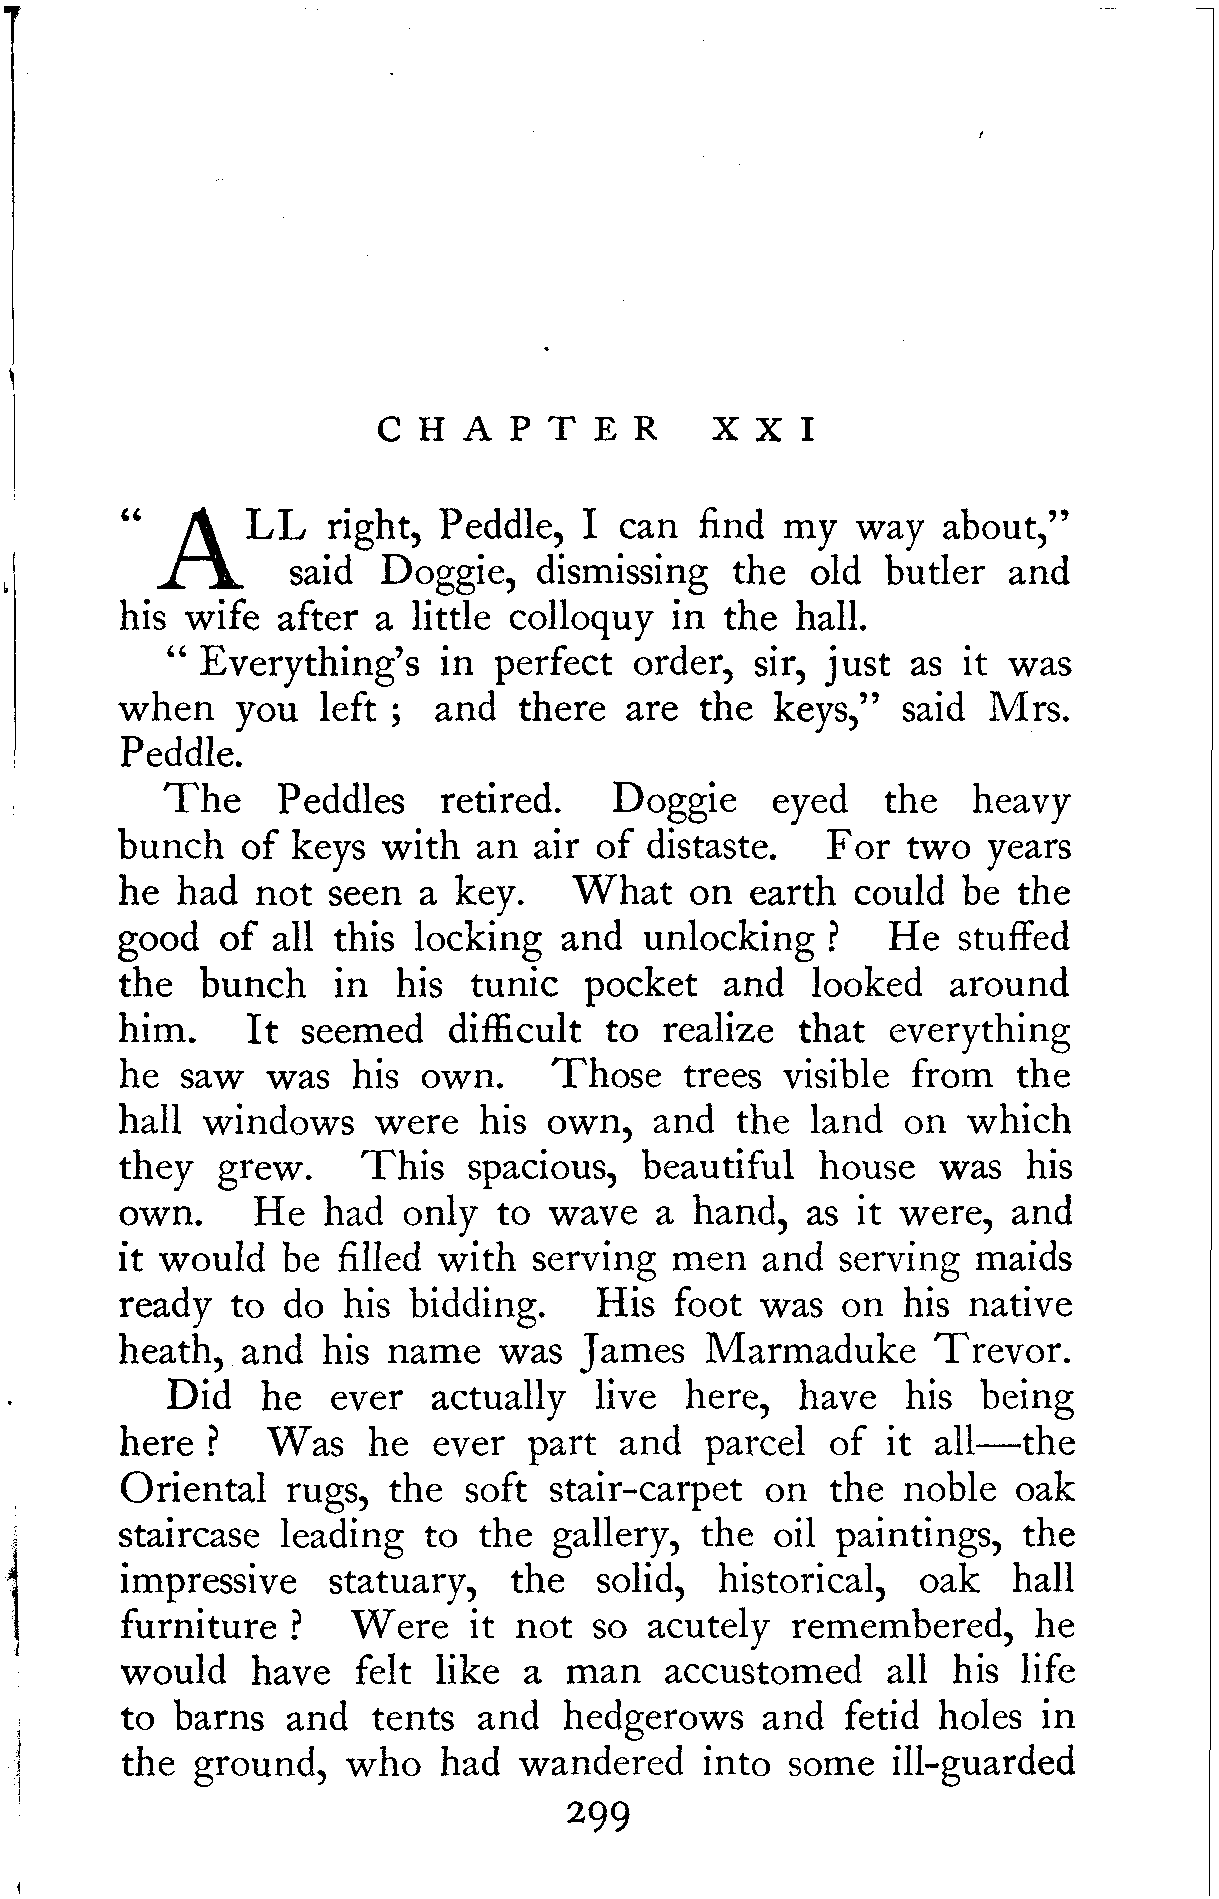 CHAPTER XXI
“ ALL right, Peddle, I can find my way about,”
said Doggie, dismissing the old butler and
his wife after a little colloquy in the hall.
“ Everything’s in perfect order, sir, just as it was
when you left ; and there are the keys,” said Mrs.
Peddle.
The Peddles retired. Doggie eyed the heavy
bunch of keys with an air of distaste. For two years
he had not seen a key. What on earth could be the
good of all this locking and unlocking ? He stuffed
the bunch in his tunic pocket and looked around
him. It seemed difficult to realize that everything
he saw was his own. Those trees visible from the
hall windows were his own, and the land on which
they grew. This spacious, beautiful house was his
own. He had only to wave a hand, as it were, and
it would be filled with serving men and serving maids
ready to do his bidding. His foot was on his native
heath, and his name was James Marmaduke Trevor.
Did he ever actually live here, have his being
here ? Was he ever part and parcel of it all—the
Oriental rugs, the soft stair-carpet on the noble oak
staircase leading to the gallery, the oil paintings, the
impressive statuary, the solid, historical, oak hall
furniture ? Were it not so acutely remembered, he
would have felt like a man accustomed all his life
to barns and tents and hedgerows and fetid holes in
the ground, who had wandered into some ill-guarded
299